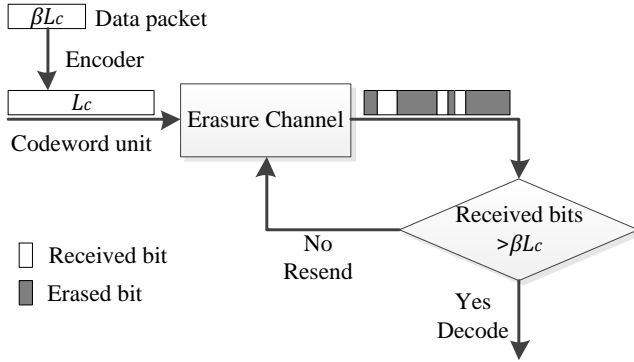 βLc Data packet
Encoder
Lc
Codeword unit
Erasure Channel
Received bits
>βLc
No
Resend
Received bit
Erased bit
Yes
Decode